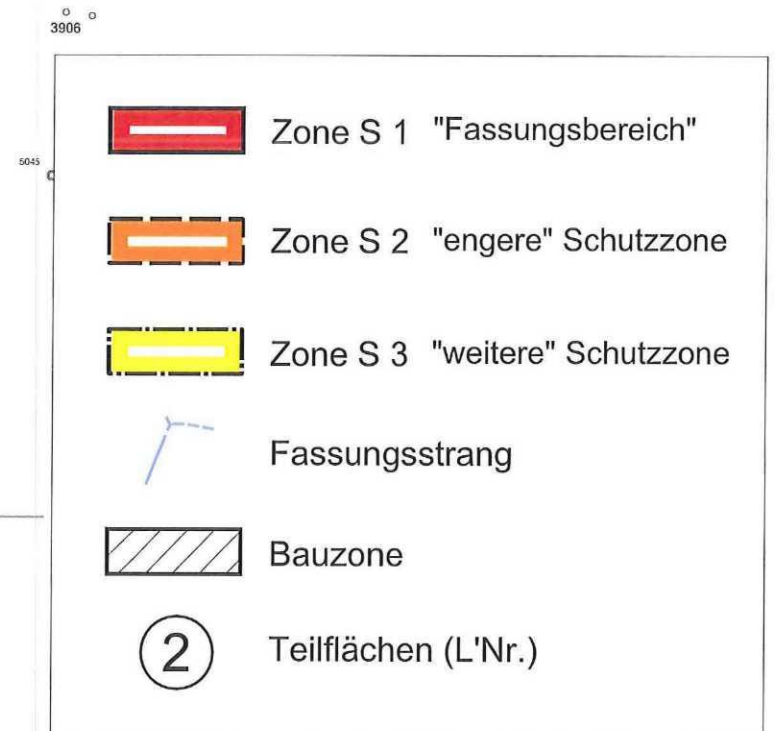 3906
5045
Zone S 1 "Fassungsbereich"
Zone S 2 "engere" Schutzzone
Zone S 3 "weitere" Schutzzone
Fassungsstrang
Bauzone
2 Teilflächen (L'Nr.)